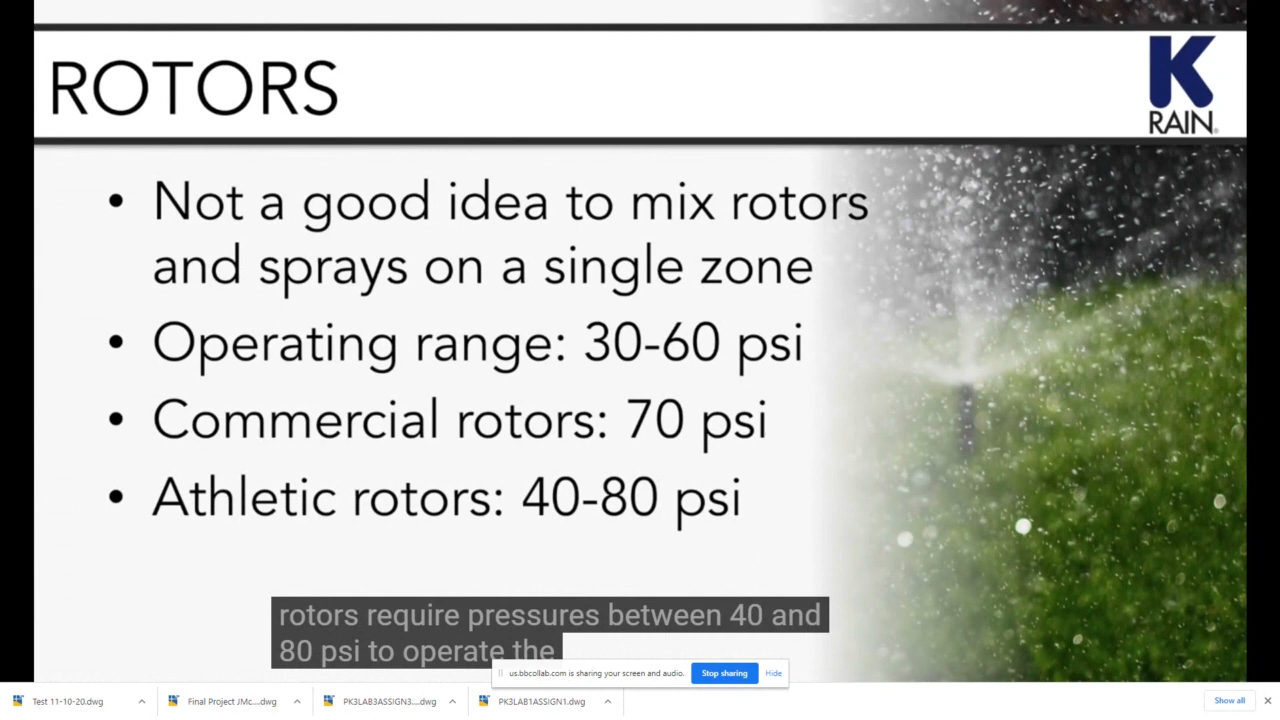 ROTORS
K
RAIN®
• Not a good idea to mix rotors
and sprays on a single zone
• Operating range: 30-60 psi
• Commercial rotors: 70 psi
• Athletic rotors: 40-80 psi
rotors require pressures between 40 and
80 psi to operate the
us.bbcollab.com is sharing your screen and audio. Stop sharing Hide
Test 11-10-20.dwg Final Project JMc....dwg PK3LAB3ASSIGN3....dwg PK3LAB1ASSIGN1.dwg Show all